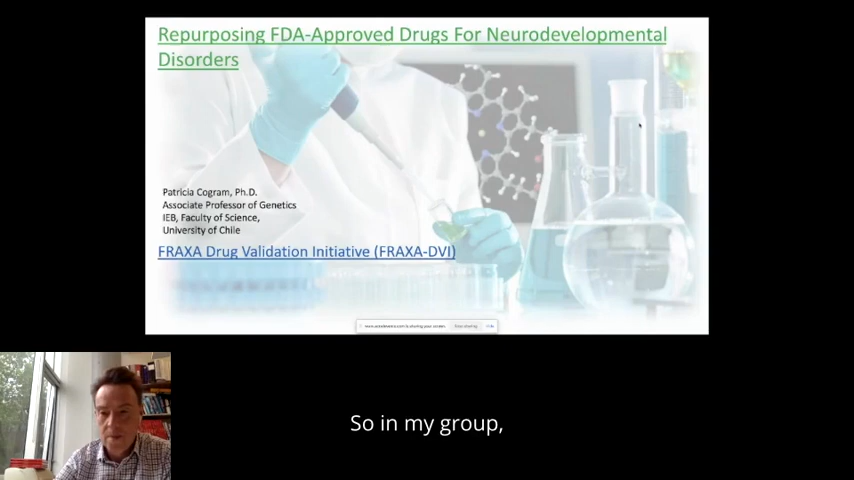 Repurposing FDA-Approved Drugs For Neurodevelopmental
Disorders
Patricia Cogram, Ph.D.
Associate Professor of Genetics
IEB, Faculty of Science,
University of Chile
FRAXA Drug Validation Initiative (FRAXA-DVI)
So in my group,